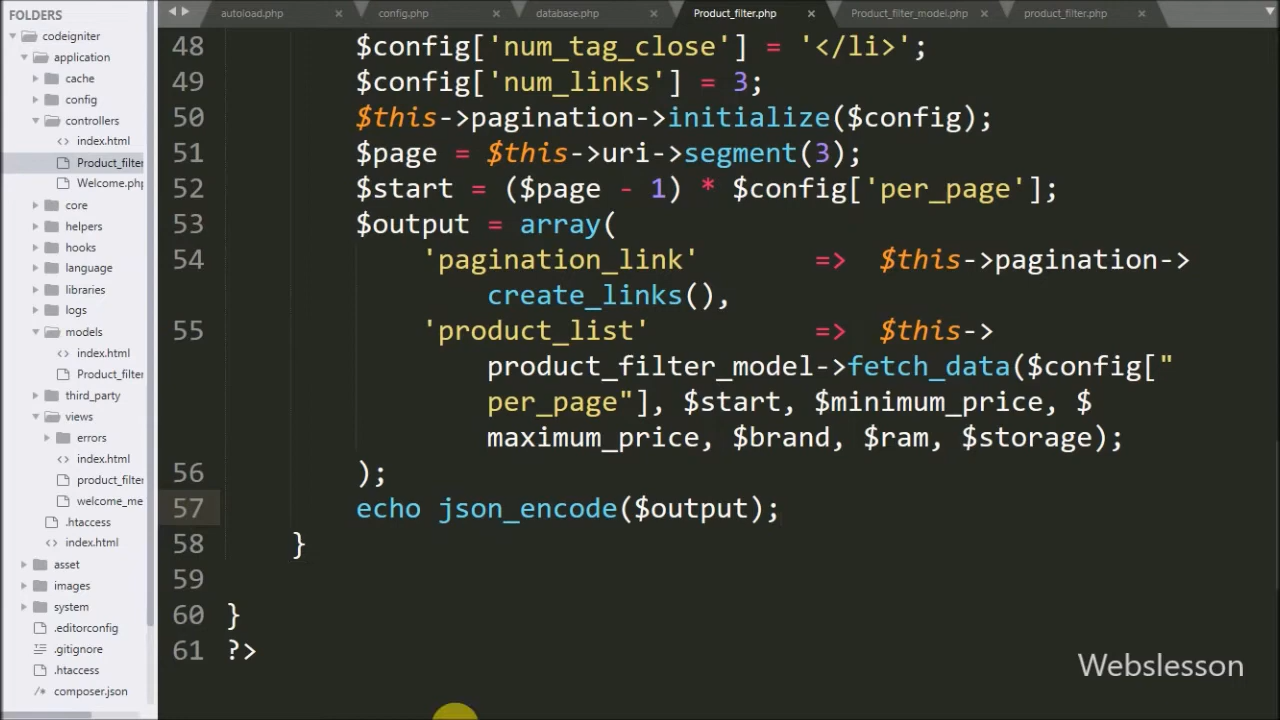 FOLDERS
codeigniter
application
cache
config
controllers
index.html
Product_filter
Welcome.php
core
helpers
hooks
language
libraries
logs
models
index.html
Product_filter
third_party
views
errors
index.html
product_filter
welcome_me
.htaccess
index.html
asset
images
system
.editorconfig
.gitignore
.htaccess
composer.json
autoload.php × config.php × database.php × Product_filter.php × Product_filter_model.php × product_filter.php ×
48 $config['num_tag_close'] = '</li>';
49 $config['num_links'] = 3;
50 $this->pagination->initialize($config);
51 $page = $this->uri->segment(3);
52 $start = ($page - 1) * $config['per_page'];
53 $output = array(
54 'pagination_link' => $this->pagination->
create_links(),
55 'product_list' => $this->
product_filter_model->fetch_data($config["
per_page"], $start, $minimum_price, $
maximum_price, $brand, $ram, $storage);
56 );
57 echo json_encode($output);
58 }
59
60 }
61 ?>
Webslesson